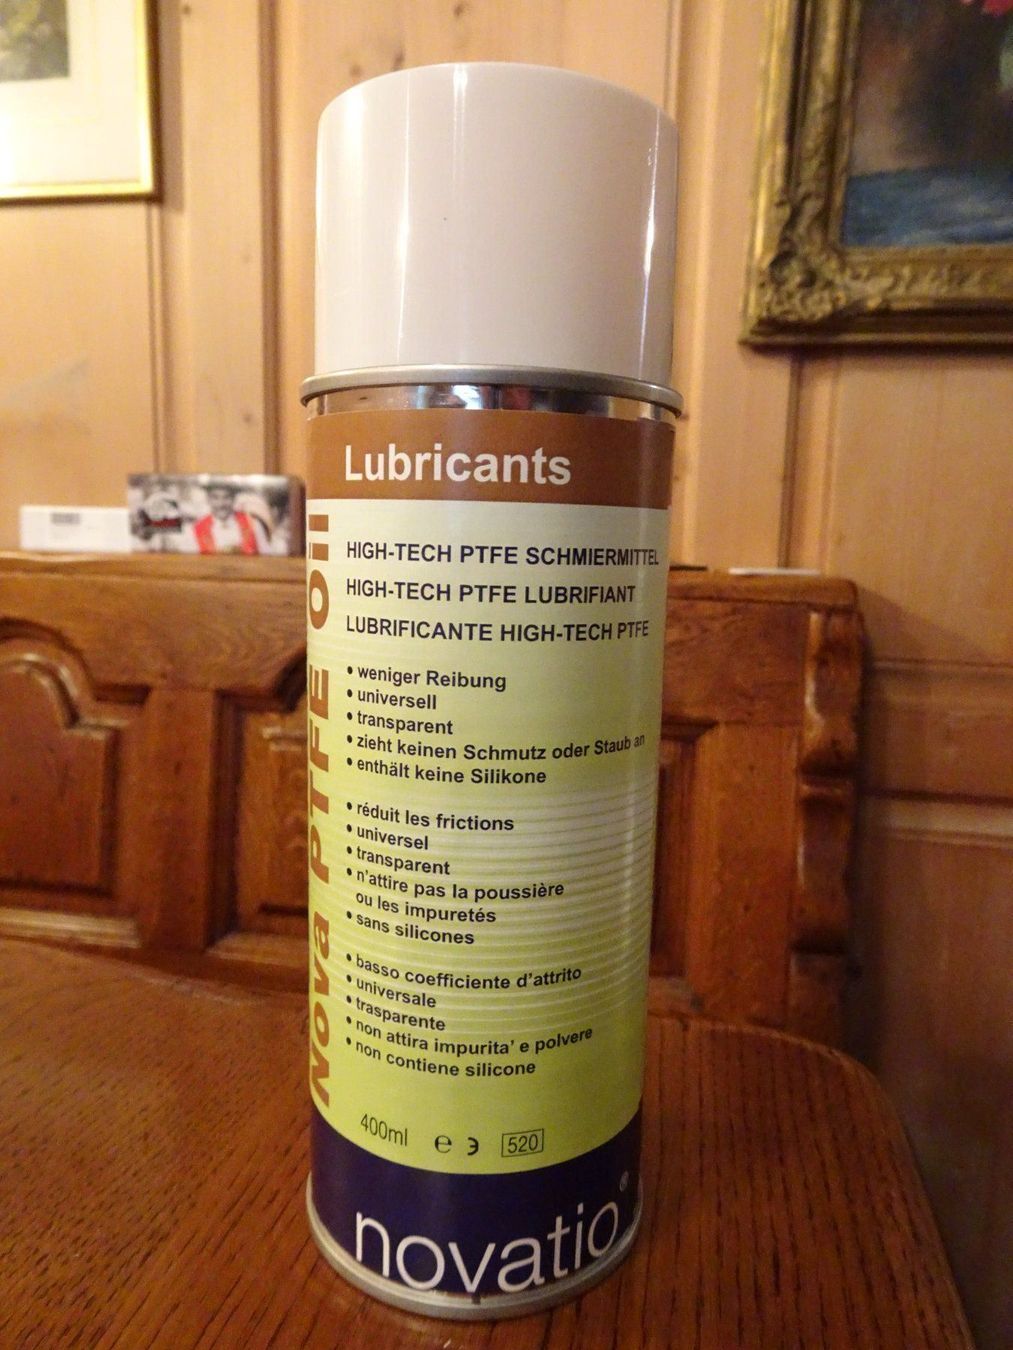 Lubricants
Nova PTFE Oil
HIGH-TECH PTFE SCHMIERMITTEL
HIGH-TECH PTFE LUBRIFIANT
LUBRIFICANTE HIGH-TECH PTFE
• weniger Reibung
• universell
• transparent
• zieht keinen Schmutz oder Staub an
• enthält keine Silikone
• réduit les frictions
• universel
• transparent
• n'attire pas la poussière
ou les impuretés
• sans silicones
• basso coefficiente d'attrito
• universale
• trasparente
• non attira impurita' e polvere
• non contiene silicone
400ml ℮ 3 520
novatio®